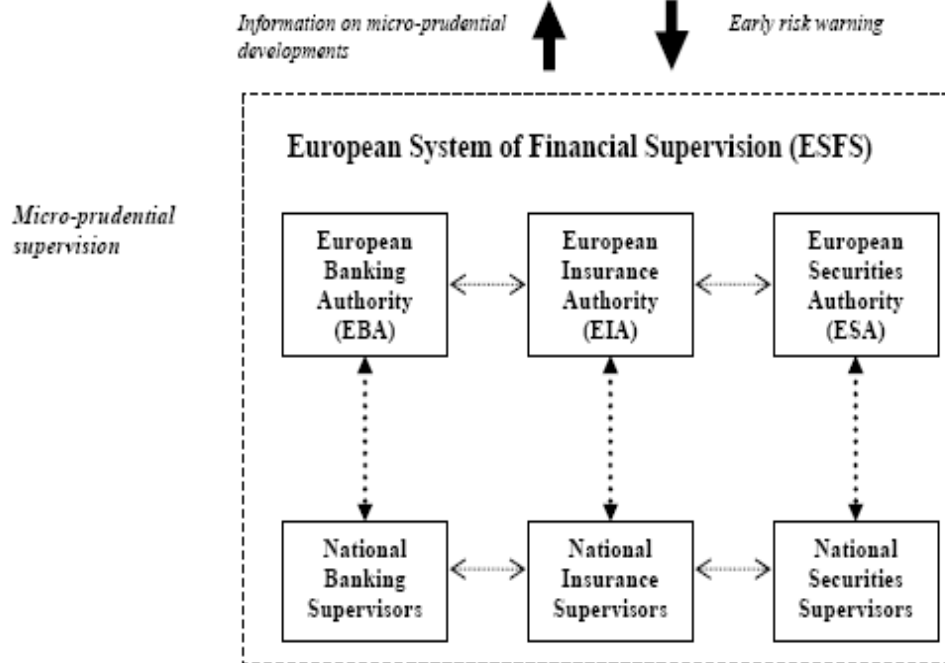 Information on micro-prudential
developments
Early risk warning
European System of Financial Supervision (ESFS)
Micro-prudential
supervision
European
Banking
Authority
(EBA)
European
Insurance
Authority
(EIA)
European
Securities
Authority
(ESA)
National
Banking
Supervisors
National
Insurance
Supervisors
National
Securities
Supervisors